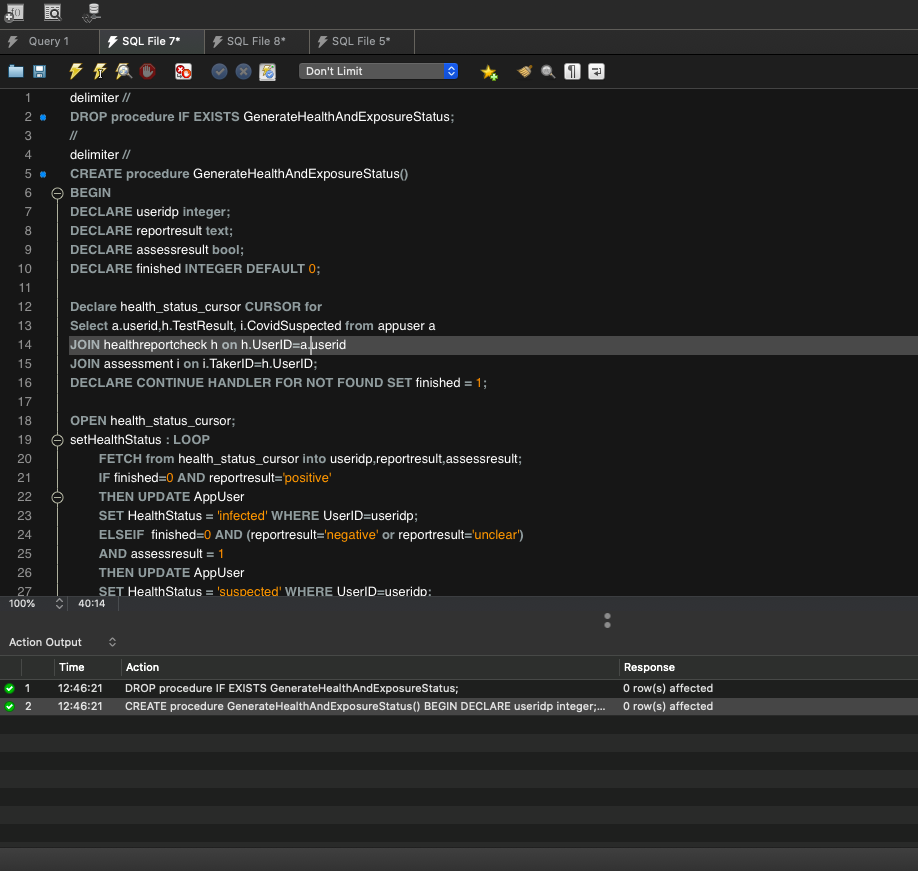 Query 1
SQL File 7*
SQL File 8*
SQL File 5*
Don't Limit
1 delimiter //
2 DROP procedure IF EXISTS GenerateHealthAndExposureStatus;
3 //
4 delimiter //
5 CREATE procedure GenerateHealthAndExposureStatus()
6 BEGIN
7 DECLARE useridp integer;
8 DECLARE reportresult text;
9 DECLARE assessresult bool;
10 DECLARE finished INTEGER DEFAULT 0;
11
12 Declare health_status_cursor CURSOR for
13 Select a.userid,h.TestResult, i.CovidSuspected from appuser a
14 JOIN healthreportcheck h on h.UserID=a.userid
15 JOIN assessment i on i.TakerID=h.UserID;
16 DECLARE CONTINUE HANDLER FOR NOT FOUND SET finished = 1;
17
18 OPEN health_status_cursor;
19 setHealthStatus : LOOP
20 FETCH from health_status_cursor into useridp,reportresult,assessresult;
21 IF finished=0 AND reportresult='positive'
22 THEN UPDATE AppUser
23 SET HealthStatus = 'infected' WHERE UserID=useridp;
24 ELSEIF finished=0 AND (reportresult='negative' or reportresult='unclear')
25 AND assessresult = 1
26 THEN UPDATE AppUser
27 SET HealthStatus = 'suspected' WHERE UserID=useridp;
100% 40:14
Action Output
Time Action Response
1 12:46:21 DROP procedure IF EXISTS GenerateHealthAndExposureStatus; 0 row(s) affected
2 12:46:21 CREATE procedure GenerateHealthAndExposureStatus() BEGIN DECLARE useridp integer;... 0 row(s) affected